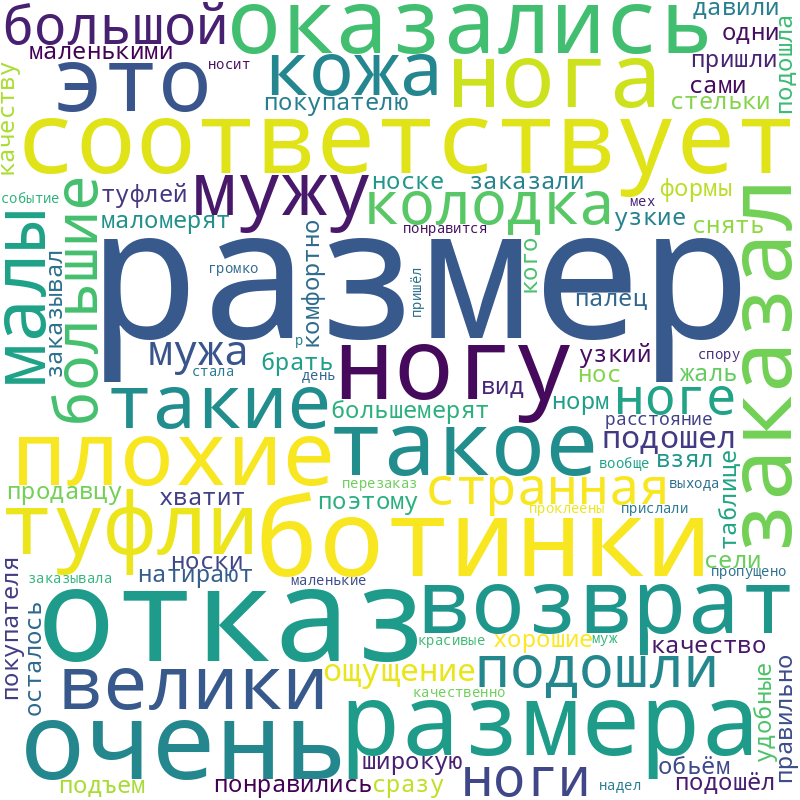 большой
оказались
давили
одни
подошла
маленькими
носит
это
кожа
нога
пришли
сами
качеству
покупателю
стельки
соответствует
событие
туфлей
мужу
носке
заказали
мех
формы
большие
маломерят
колодка
узкие
снять
малы
понравится
заказал
размер
комфортно
кого
заказывал
громко
пришёл
палец
р
мужа
брать
ногу
узкий
спору
стала
день
вид
нос
жаль
такие
большемерят
норм
ноге
расстояние
плохие
такое
подошел
вообще
взял
таблице
продавцу
хватит
перезаказ
странная
выхода
туфли
поэтому
ботинки
проклеены
прислали
носки
сели
заказывала
натирают
маленькие
пропущено
покупателя
отказ
возврат
осталось
красивые
хорошие
муж
качество
велики
ощущение
подошли
правильно
качественно
удобные
очень
размера
широкую
обьём
подъем
понравились
сразу
ноги
надел
подошёл